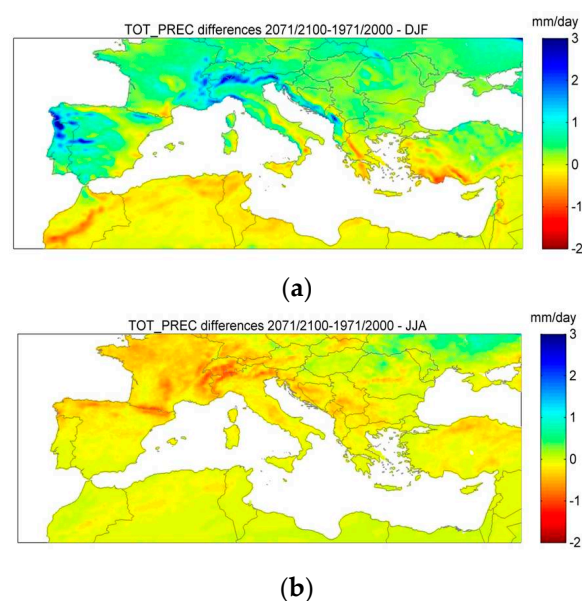 TOT_PREC differences 2071/2100-1971/2000 - DJF
mm/day
3
2
1
0
-1
-2
(a)
TOT_PREC differences 2071/2100-1971/2000 - JJA
mm/day
3
2
1
0
-1
-2
(b)